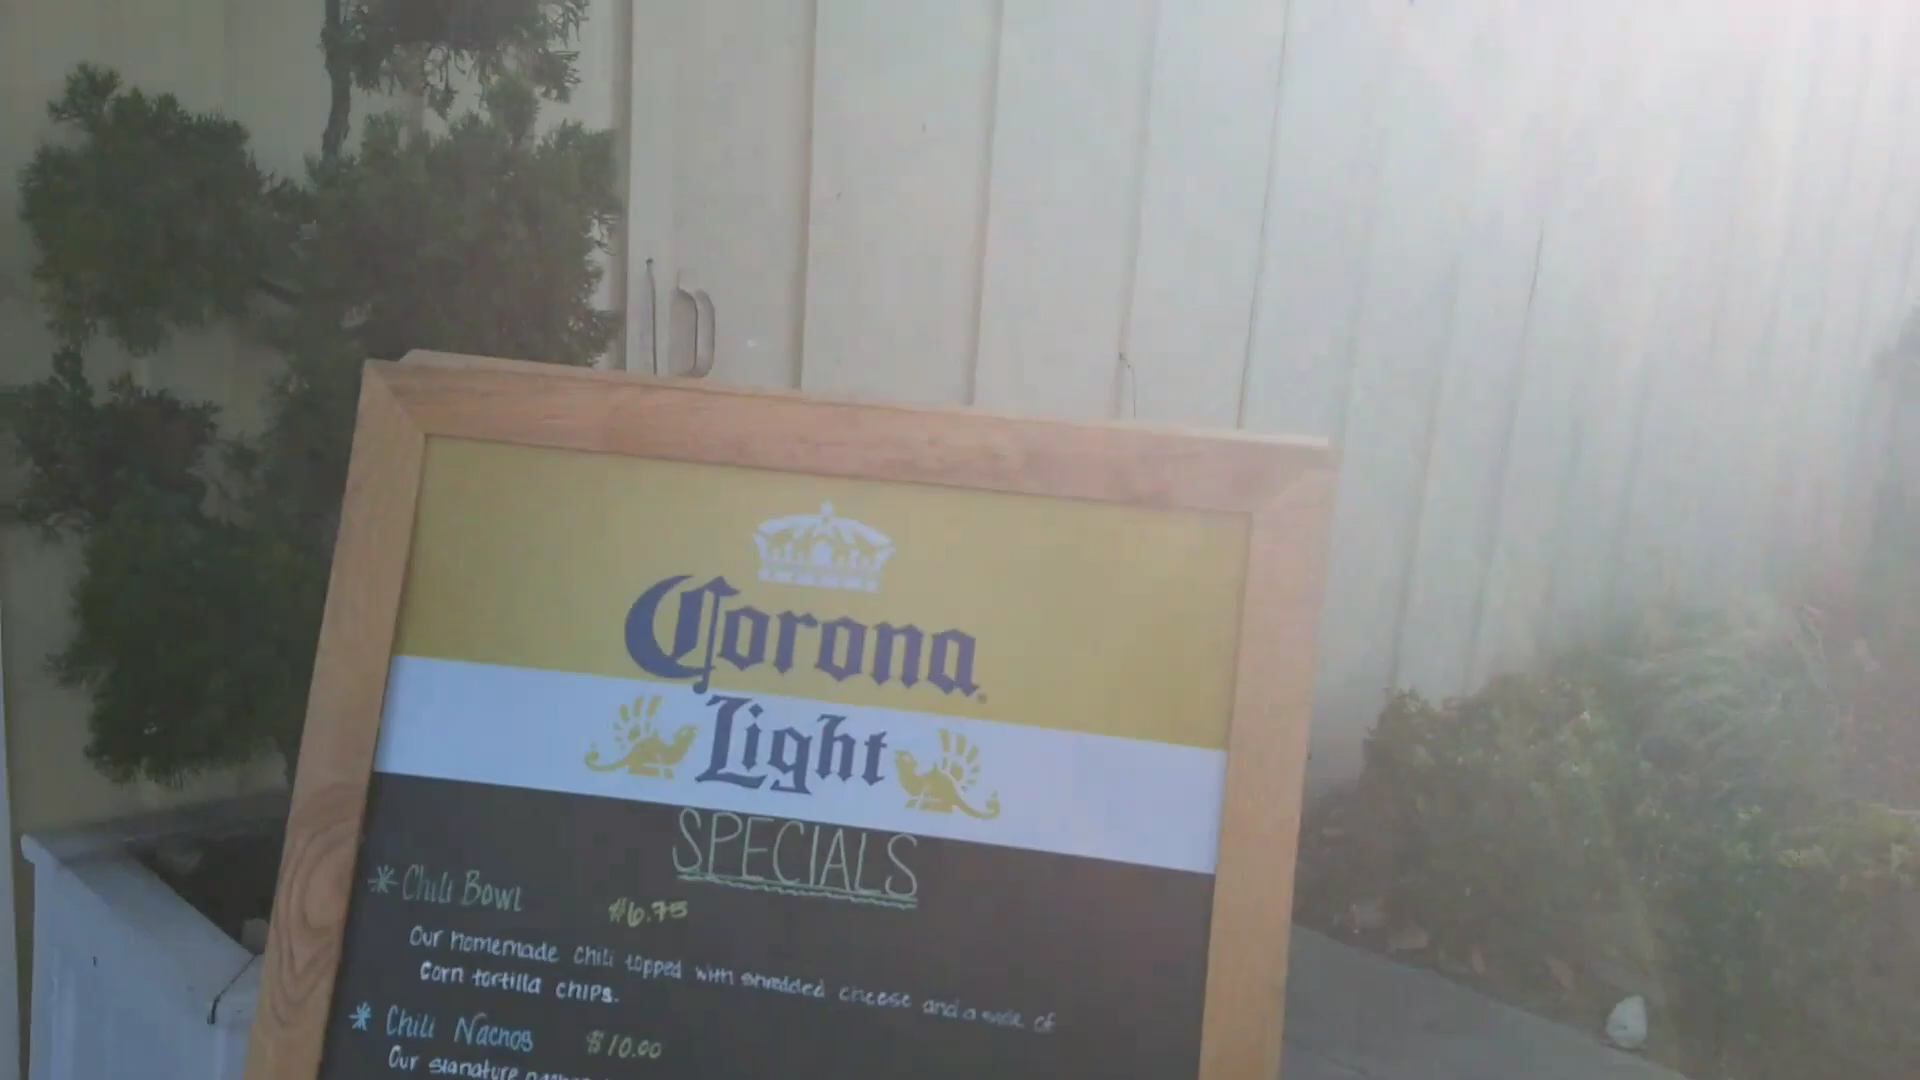 Corona
Light
SPECIALS
* Chili Bowl $6.75
Our homemade chili topped with shredded cheese and a side of
corn tortilla chips.
* Chili Nachos $10.00
Our signature